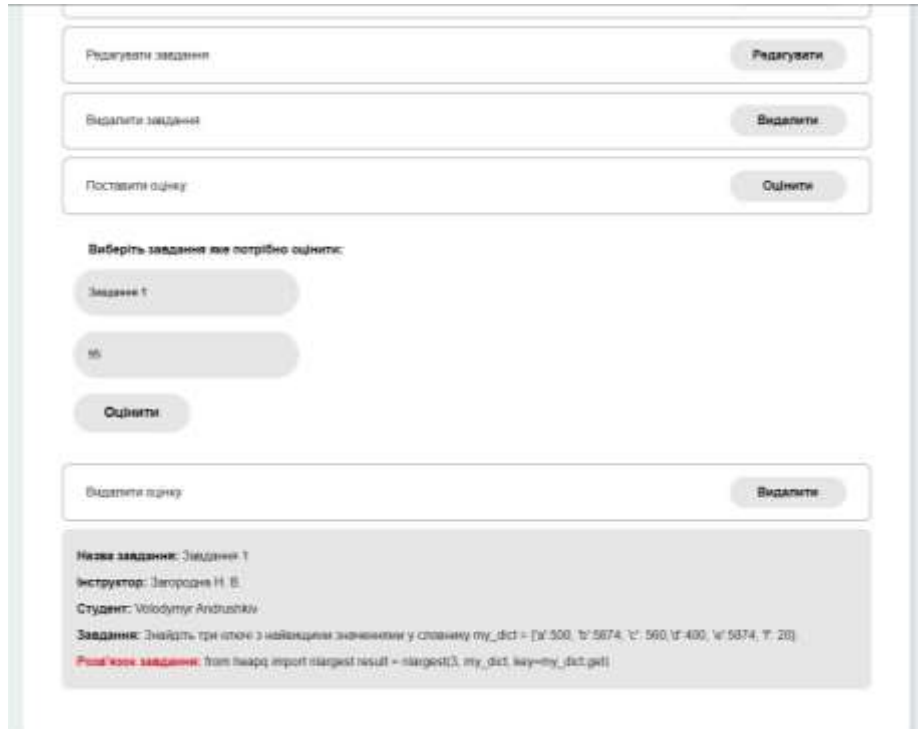 Редагувати завдання
Редагувати
Видалити завдання
Видалити
Поставити оцінку
Оцінити
Виберіть завдання яке потрібно оцінити:
Завдання 1
95
Оцінити
Видалити оцінку
Видалити
Назва завдання: Завдання 1
Інструктор: Загородна Н. В.
Студент: Volodymyr Andrushkiv
Завдання: Знайдіть три ключі з найвищими значеннями у словнику my_dict = {'a':500, 'b':5874, 'c': 560,'d':400, 'e':5874, 'f': 20}
Розв'язок завдання: from heapq import nlargest result = nlargest(3, my_dict, key=my_dict.get)